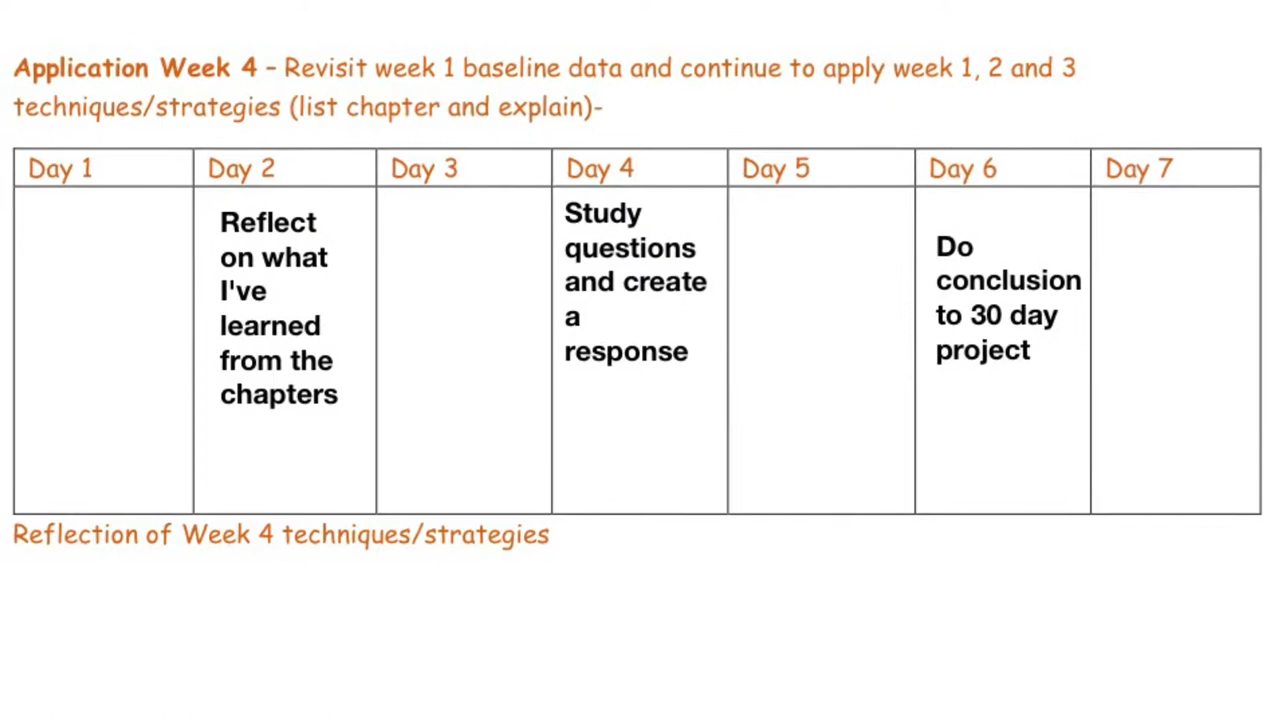 Application Week 4 – Revisit week 1 baseline data and continue to apply week 1, 2 and 3
techniques/strategies (list chapter and explain)-
Day 1
Day 2
Day 3
Day 4
Day 5
Day 6
Day 7
Reflect
on what
I've
learned
from the
chapters
Study
questions
and create
a
response
Do
conclusion
to 30 day
project
Reflection of Week 4 techniques/strategies